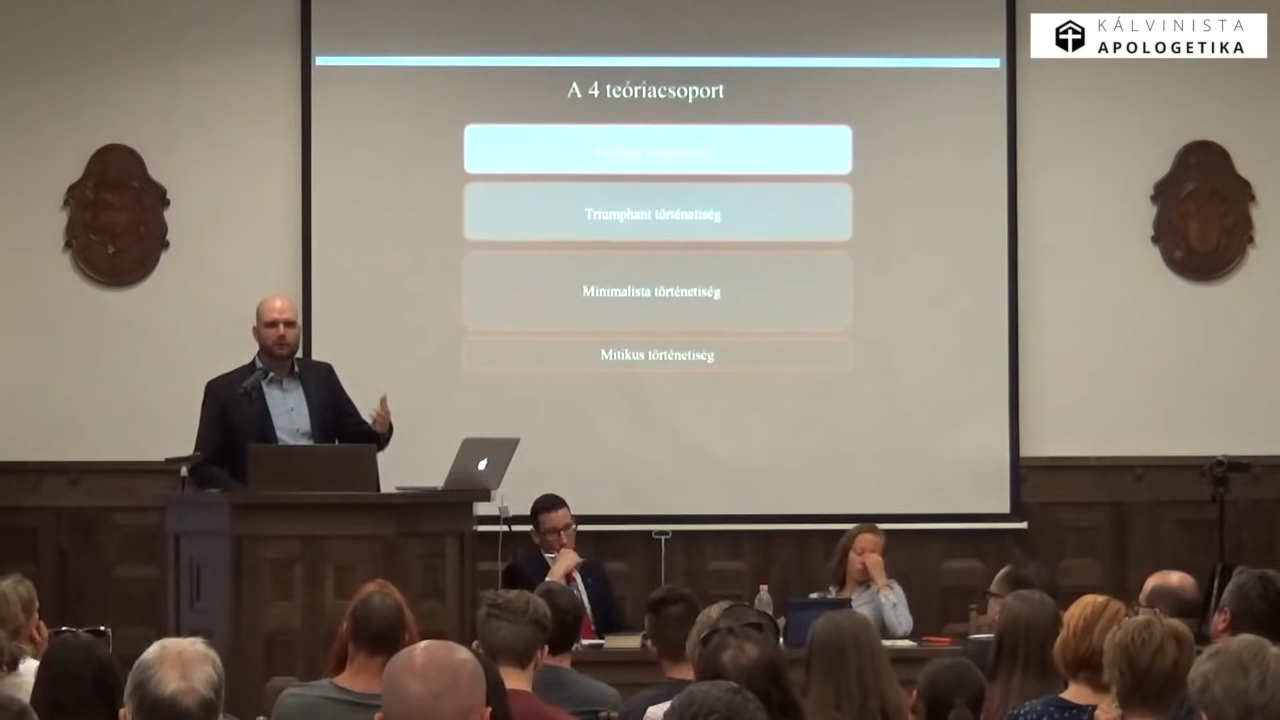 KÁLVINISTA
APOLOGETIKA
A 4 teóriacsoport
Triumphant történetiség
Minimalista történetiség
Mitikus történetiség